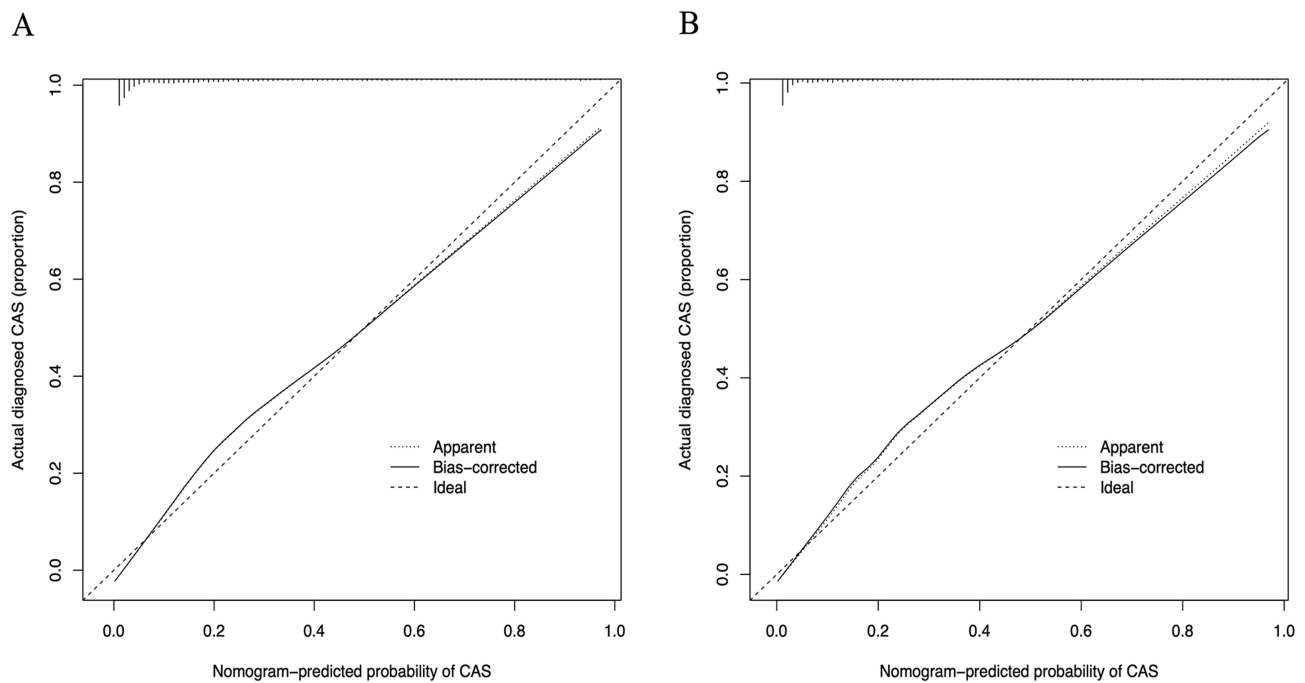 A
Actual diagnosed CAS (proportion)
1.0
0.8
0.6
0.4
0.2
0.0
Apparent
Bias−corrected
Ideal
0.0 0.2 0.4 0.6 0.8 1.0
Nomogram−predicted probability of CAS
B
Actual diagnosed CAS (proportion)
1.0
0.8
0.6
0.4
0.2
0.0
Apparent
Bias−corrected
Ideal
0.0 0.2 0.4 0.6 0.8 1.0
Nomogram−predicted probability of CAS